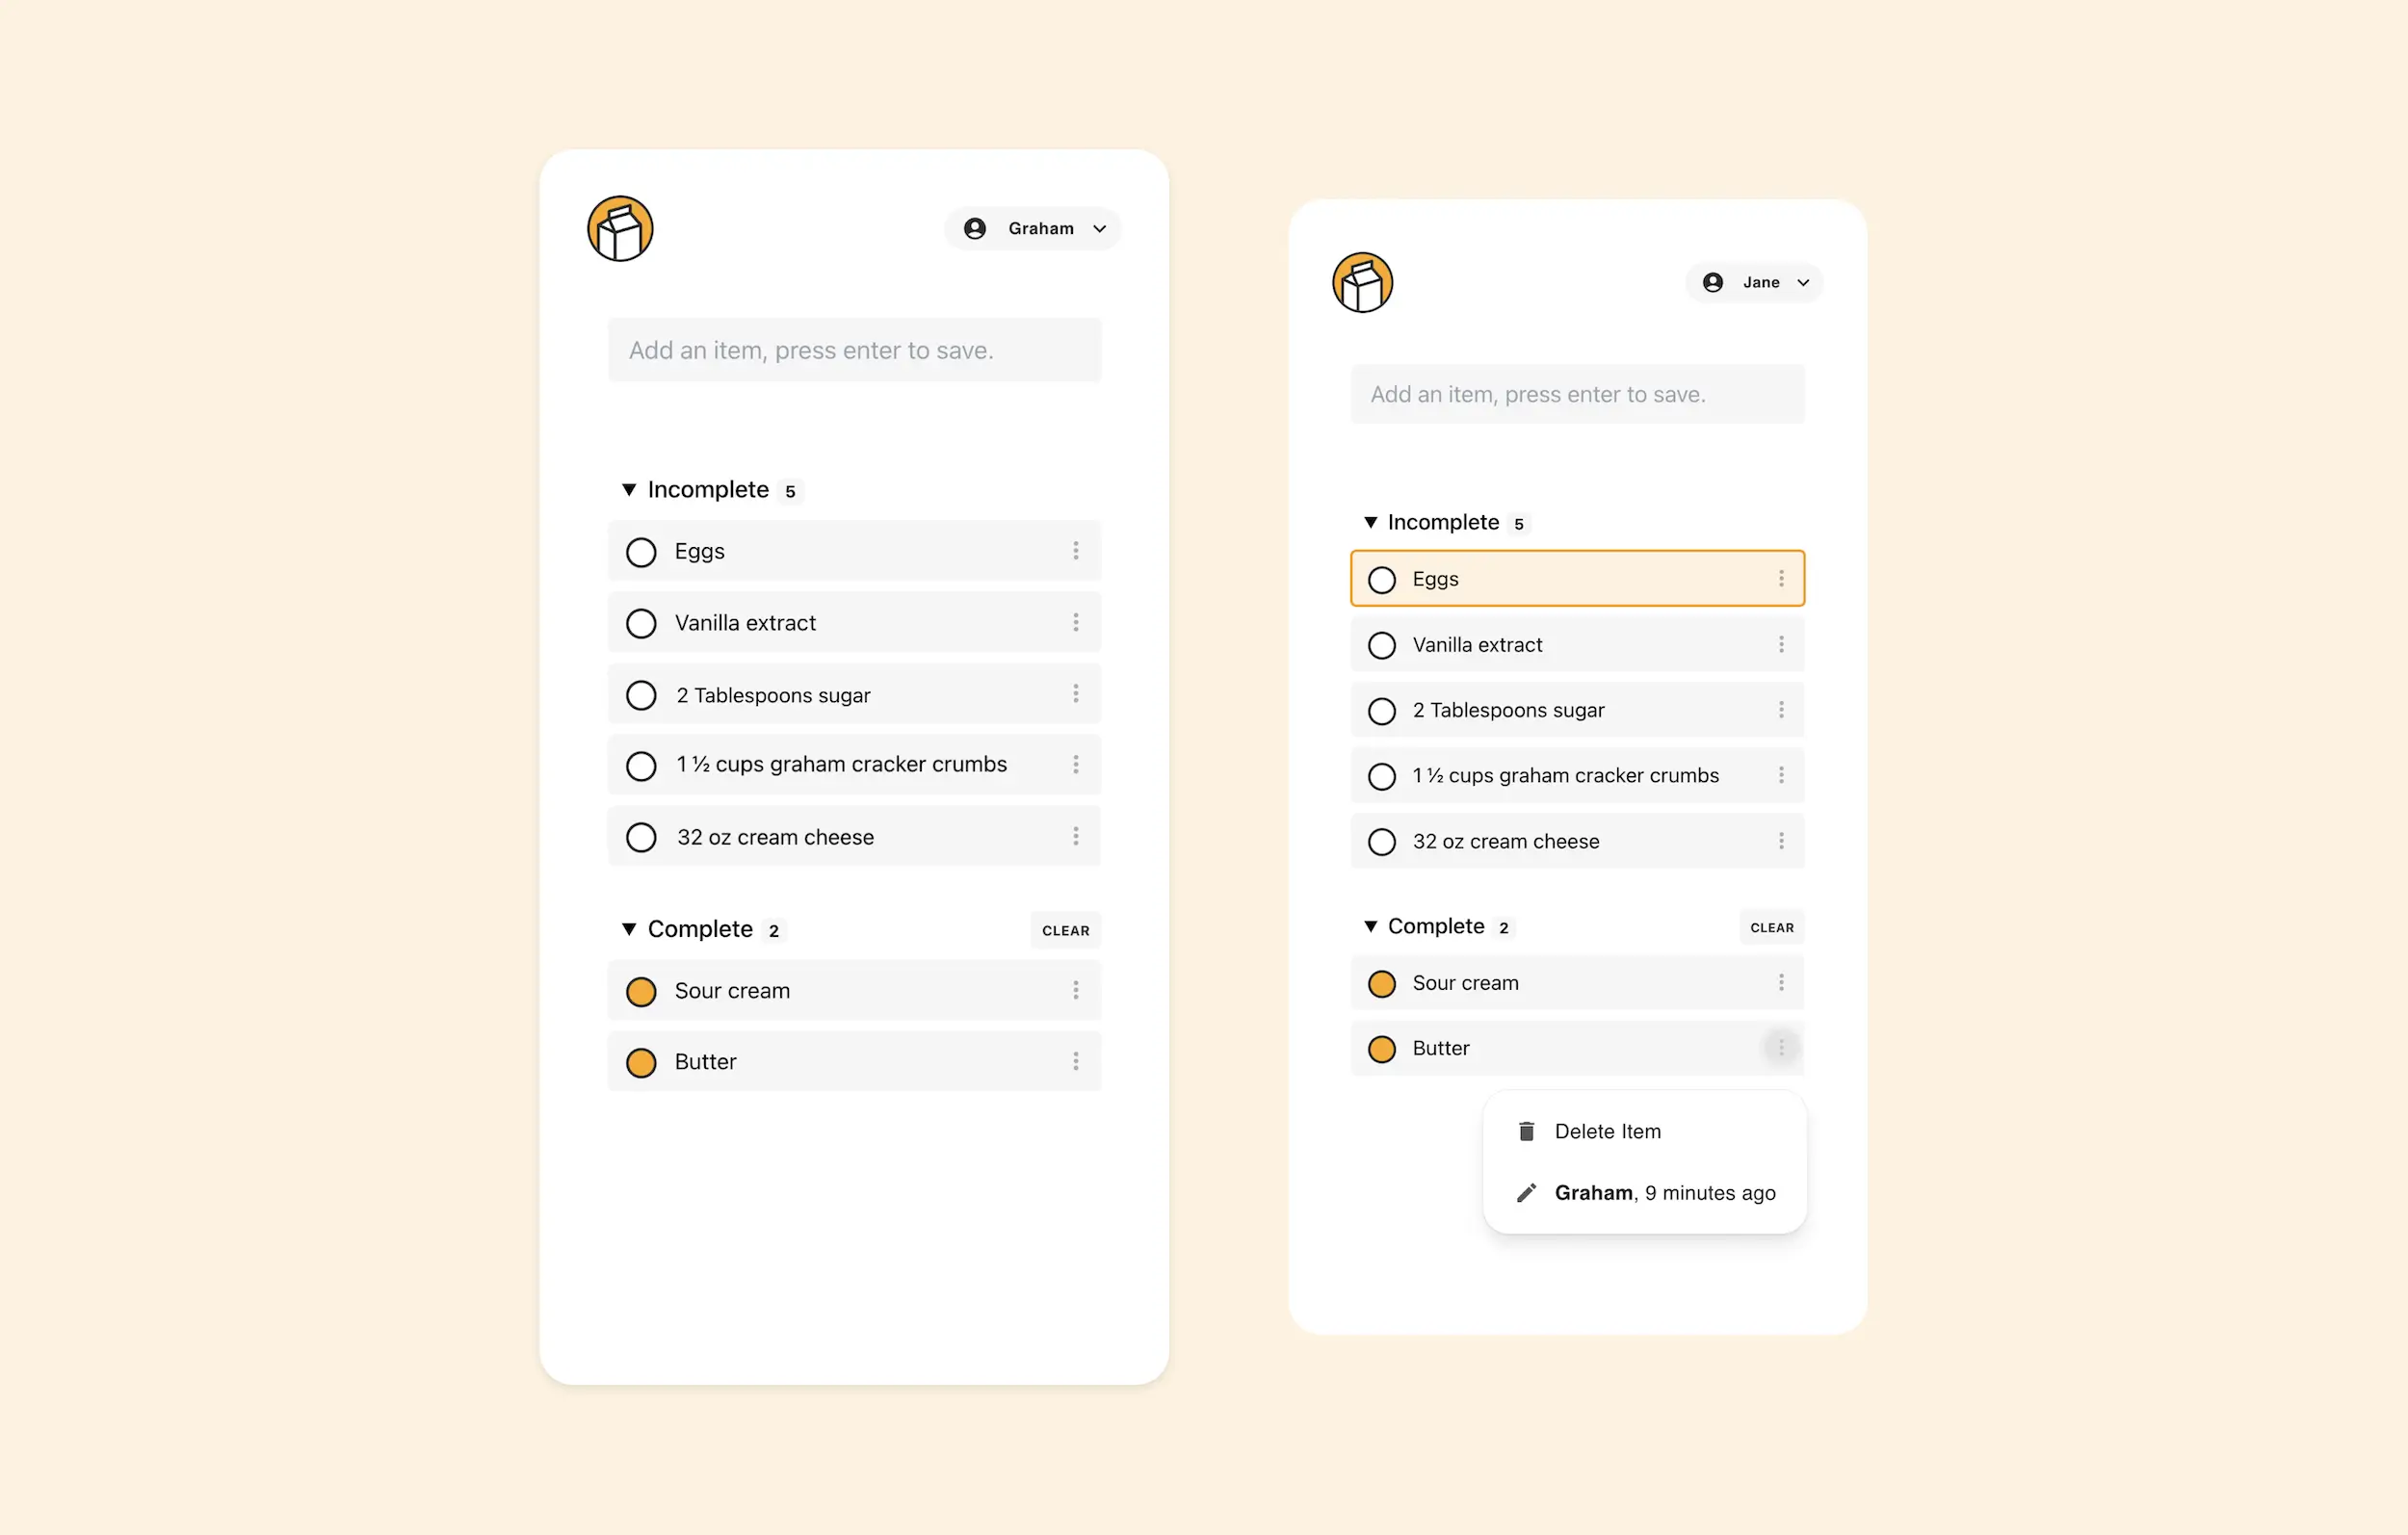 Graham
Add an item, press enter to save.
Incomplete 5
Eggs
Vanilla extract
2 Tablespoons sugar
1 ½ cups graham cracker crumbs
32 oz cream cheese
Complete 2 CLEAR
Sour cream
Butter
Jane
Add an item, press enter to save.
Incomplete 5
Eggs
Vanilla extract
2 Tablespoons sugar
1 ½ cups graham cracker crumbs
32 oz cream cheese
Complete 2 CLEAR
Sour cream
Butter
Delete Item
Graham, 9 minutes ago